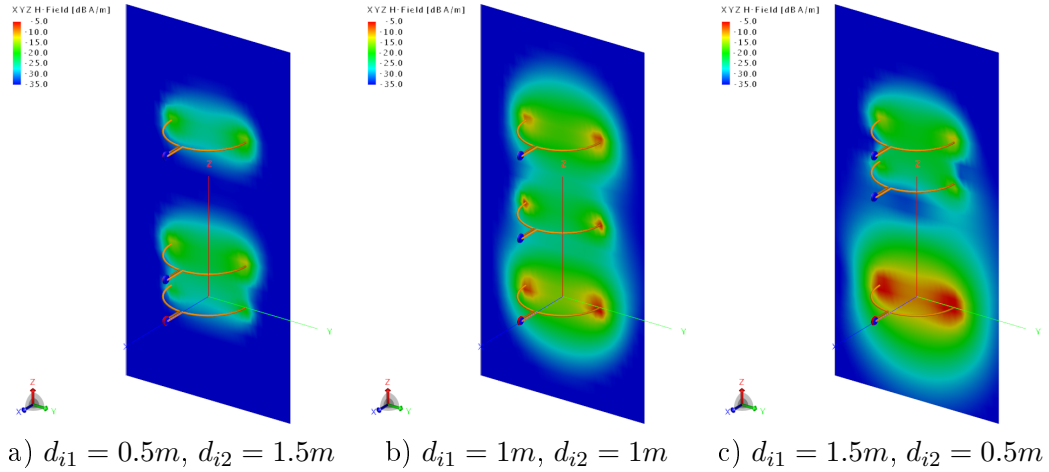 XYZ H-Field [dBA/m]
-5.0
-10.0
-15.0
-20.0
-25.0
-30.0
-35.0
Z
X
Y
Z
X
Y
a) d_{i1} = 0.5m, d_{i2} = 1.5m
XYZ H-Field [dBA/m]
-5.0
-10.0
-15.0
-20.0
-25.0
-30.0
-35.0
Z
X
Y
Z
X
Y
b) d_{i1} = 1m, d_{i2} = 1m
XYZ H-Field [dBA/m]
-5.0
-10.0
-15.0
-20.0
-25.0
-30.0
-35.0
Z
X
Y
Z
X
Y
c) d_{i1} = 1.5m, d_{i2} = 0.5m